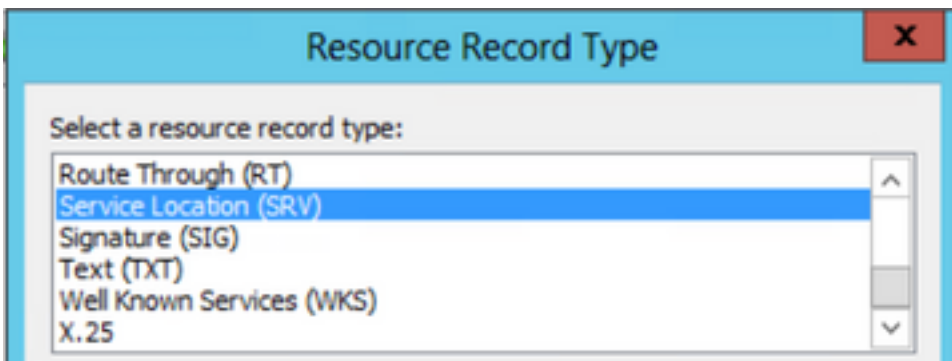 Resource Record Type
x
Select a resource record type:
Route Through (RT)
Service Location (SRV)
Signature (SIG)
Text (TXT)
Well Known Services (WKS)
X.25